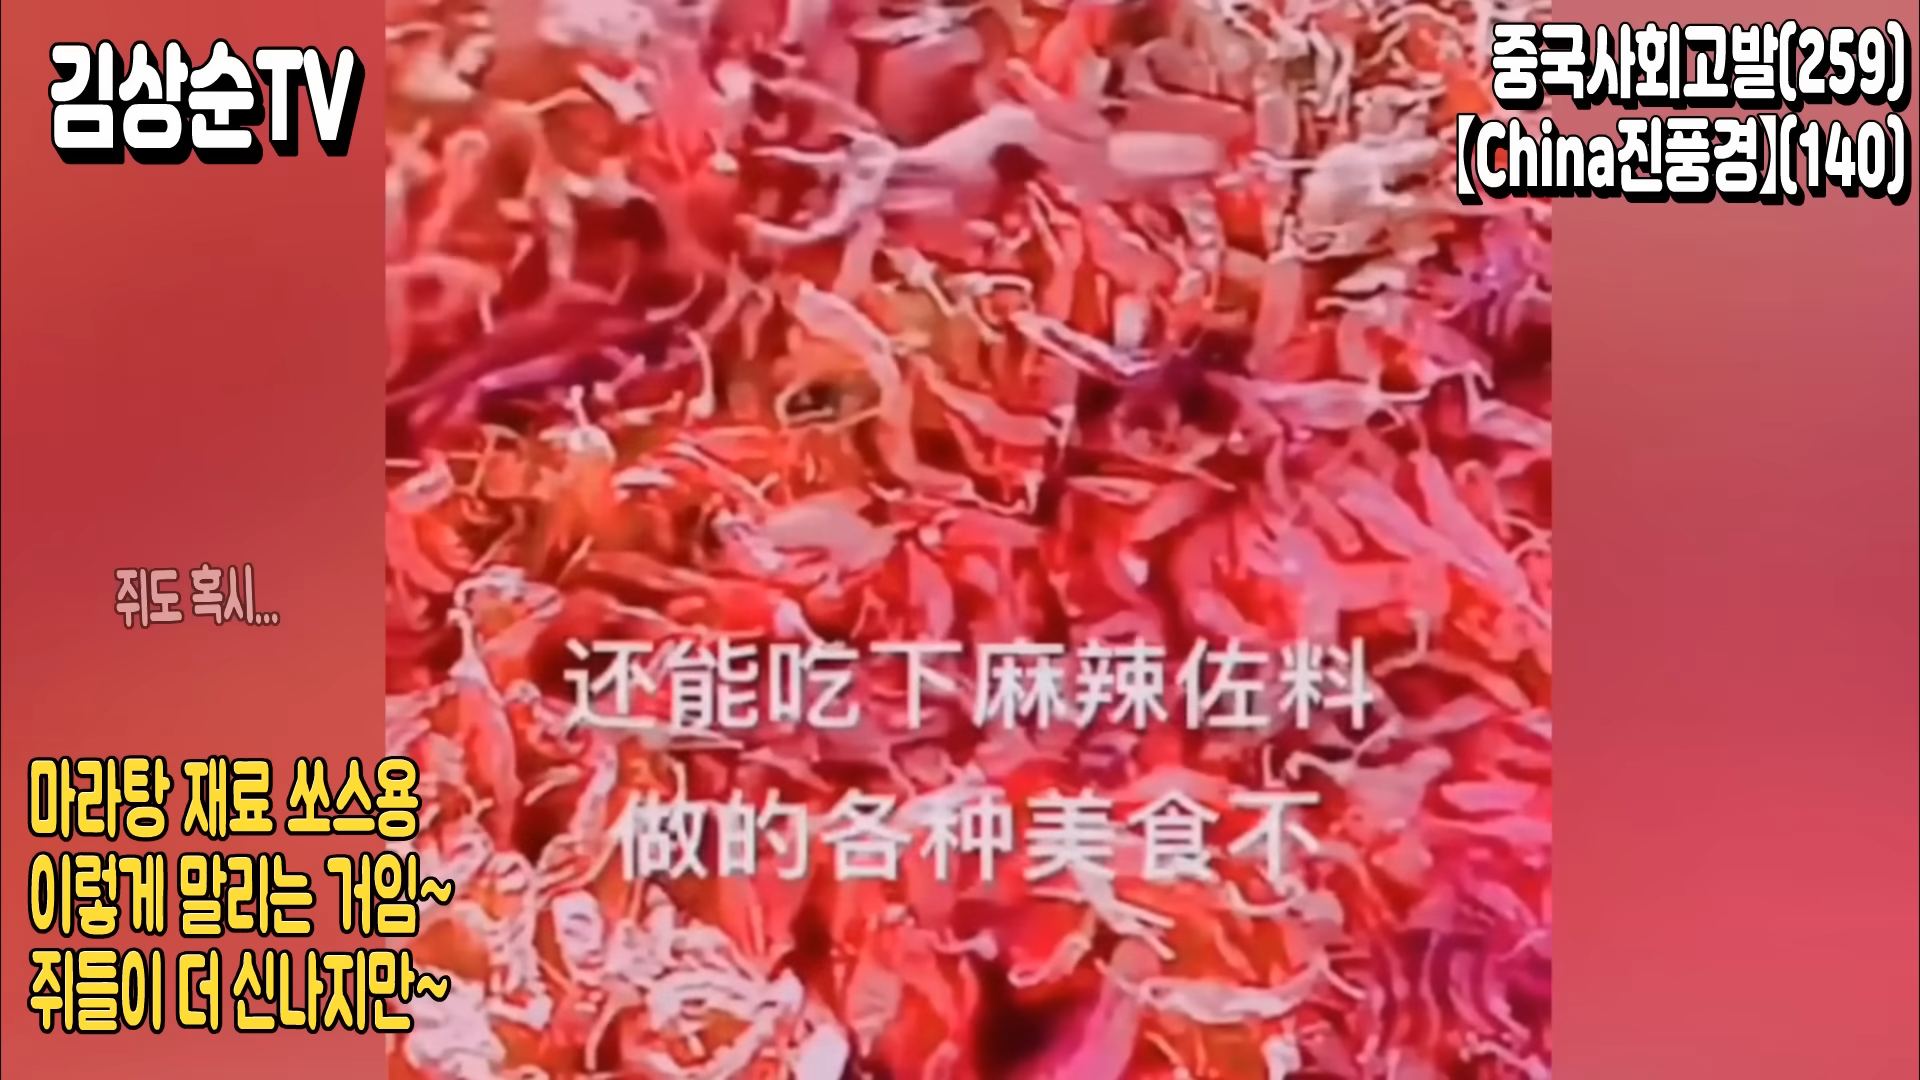 김상순TV
중국사회고발(259)
【China진풍경】(140)
쥐도 혹시...
还能吃下麻辣佐料
做的各种美食不
마라탕 재료 쏘스용
이렇게 말리는 거임~
쥐들이 더 신나지만~